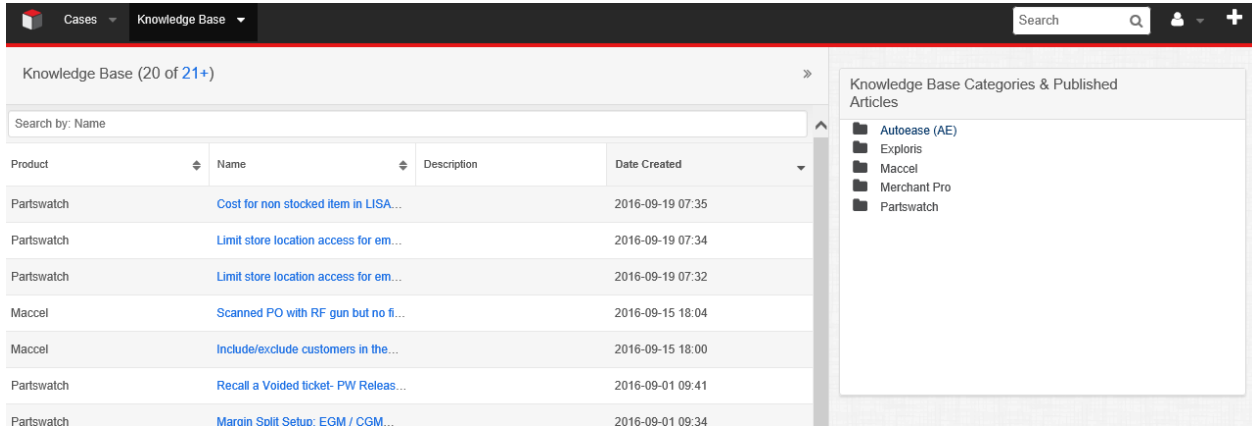 Cases
Knowledge Base
Search
Knowledge Base (20 of 21+)
Search by: Name
Product Name Description Date Created
Partswatch Cost for non stocked item in LISA... 2016-09-19 07:35
Partswatch Limit store location access for em... 2016-09-19 07:34
Partswatch Limit store location access for em... 2016-09-19 07:32
Maccel Scanned PO with RF gun but no fi... 2016-09-15 18:04
Maccel Include/exclude customers in the... 2016-09-15 18:00
Partswatch Recall a Voided ticket- PW Releas... 2016-09-01 09:41
Partswatch Margin Split Setup: EGM / CGM... 2016-09-01 09:34
Knowledge Base Categories & Published
Articles
Autoease (AE)
Exploris
Maccel
Merchant Pro
Partswatch